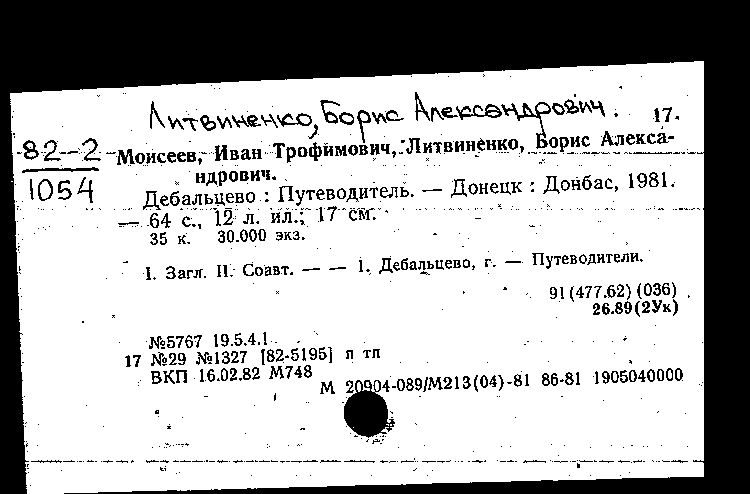 Литвиненко, Борис Александрович. 17.
82-2
1054
Моисеев, Иван Трофимович, Литвиненко, Борис Алекса-
ндрович.
Дебальцево : Путеводитель. — Донецк : Донбас, 1981.
— 64 с., 12 л. ил.; 17 см.
35 к. 30.000 экз.
I. Загл. II. Соавт. — — 1. Дебальцево, г. — Путеводители.
91(477.62)(036)
26.89(2Ук)
№5767 19.5.4.1
17 №29 №1327 [82-5195] п тп
ВКП 16.02.82 М748
М 20904-089/М213(04)-81 86-81 1905040000